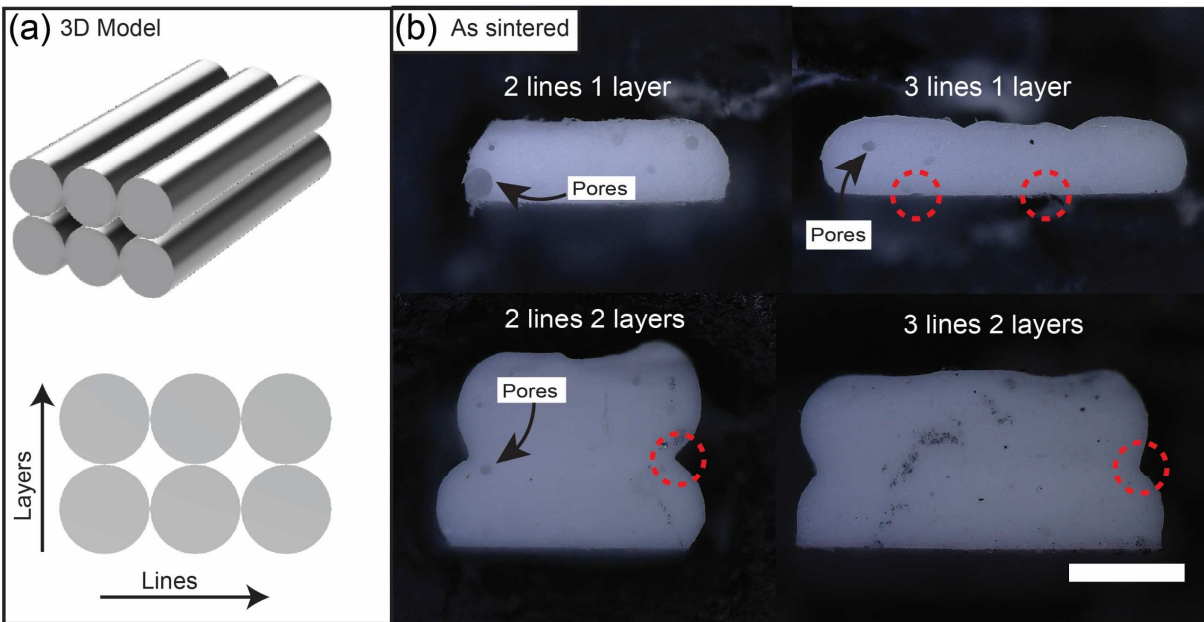 (a) 3D Model
Layers
Lines
(b) As sintered
2 lines 1 layer
Pores
3 lines 1 layer
Pores
2 lines 2 layers
Pores
3 lines 2 layers